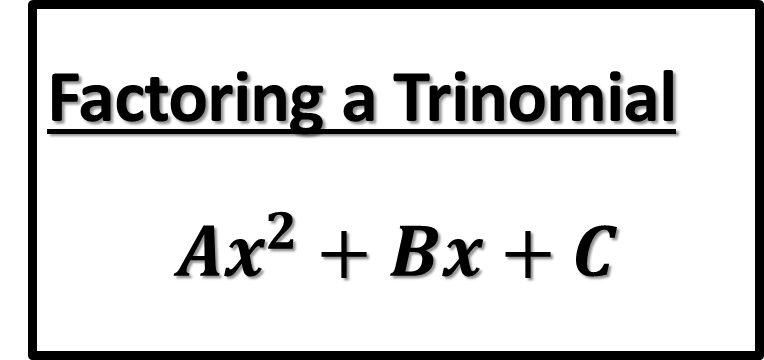 Factoring a Trinomial
Ax² + Bx + C